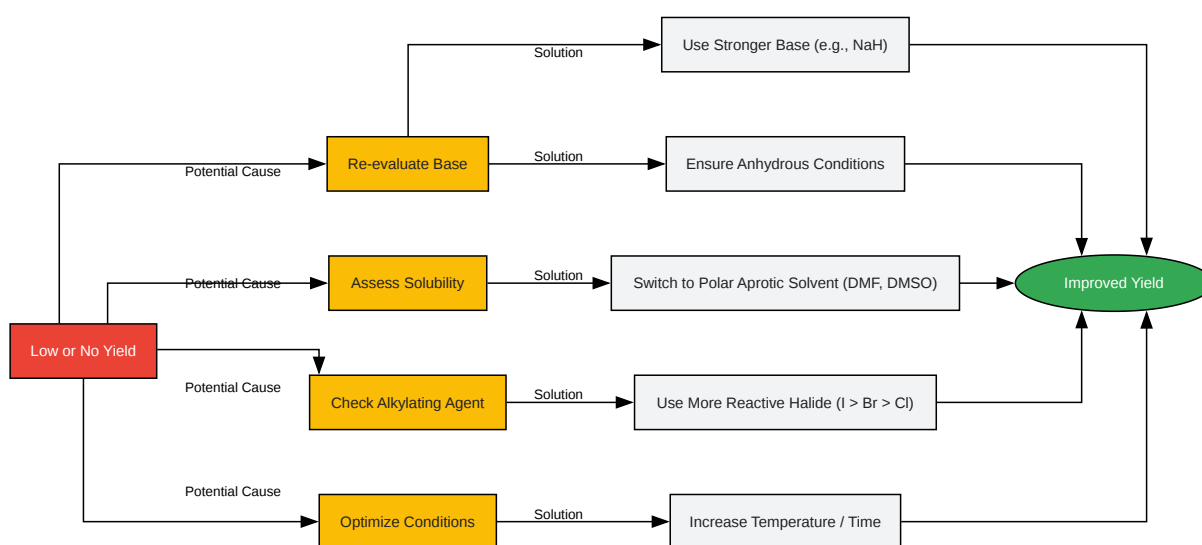 Use Stronger Base (e.g., NaH)
Solution
Re-evaluate Base
Solution
Ensure Anhydrous Conditions
Potential Cause
Potential Cause
Assess Solubility
Solution
Switch to Polar Aprotic Solvent (DMF, DMSO)
Improved Yield
Low or No Yield
Potential Cause
Check Alkylating Agent
Solution
Use More Reactive Halide (I > Br > Cl)
Potential Cause
Optimize Conditions
Solution
Increase Temperature / Time